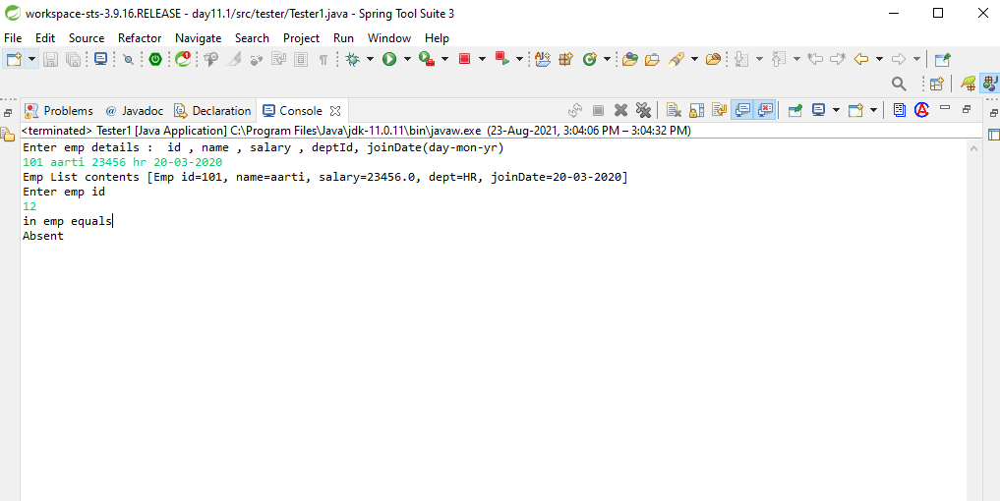 workspace-sts-3.9.16.RELEASE - day11.1/src/tester/Tester1.java - Spring Tool Suite 3
File Edit Source Refactor Navigate Search Project Run Window Help
Problems @ Javadoc Declaration Console
<terminated> Tester1 [Java Application] C:\Program Files\Java\jdk-11.0.11\bin\javaw.exe (23-Aug-2021, 3:04:06 PM – 3:04:32 PM)
Enter emp details :  id , name , salary , deptId, joinDate(day-mon-yr)
101 aarti 23456 hr 20-03-2020
Emp List contents [Emp id=101, name=aarti, salary=23456.0, dept=HR, joinDate=20-03-2020]
Enter emp id
12
in emp equals
Absent